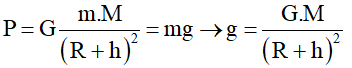 P = G m.M / (R + h)² = mg → g = G.M / (R + h)²